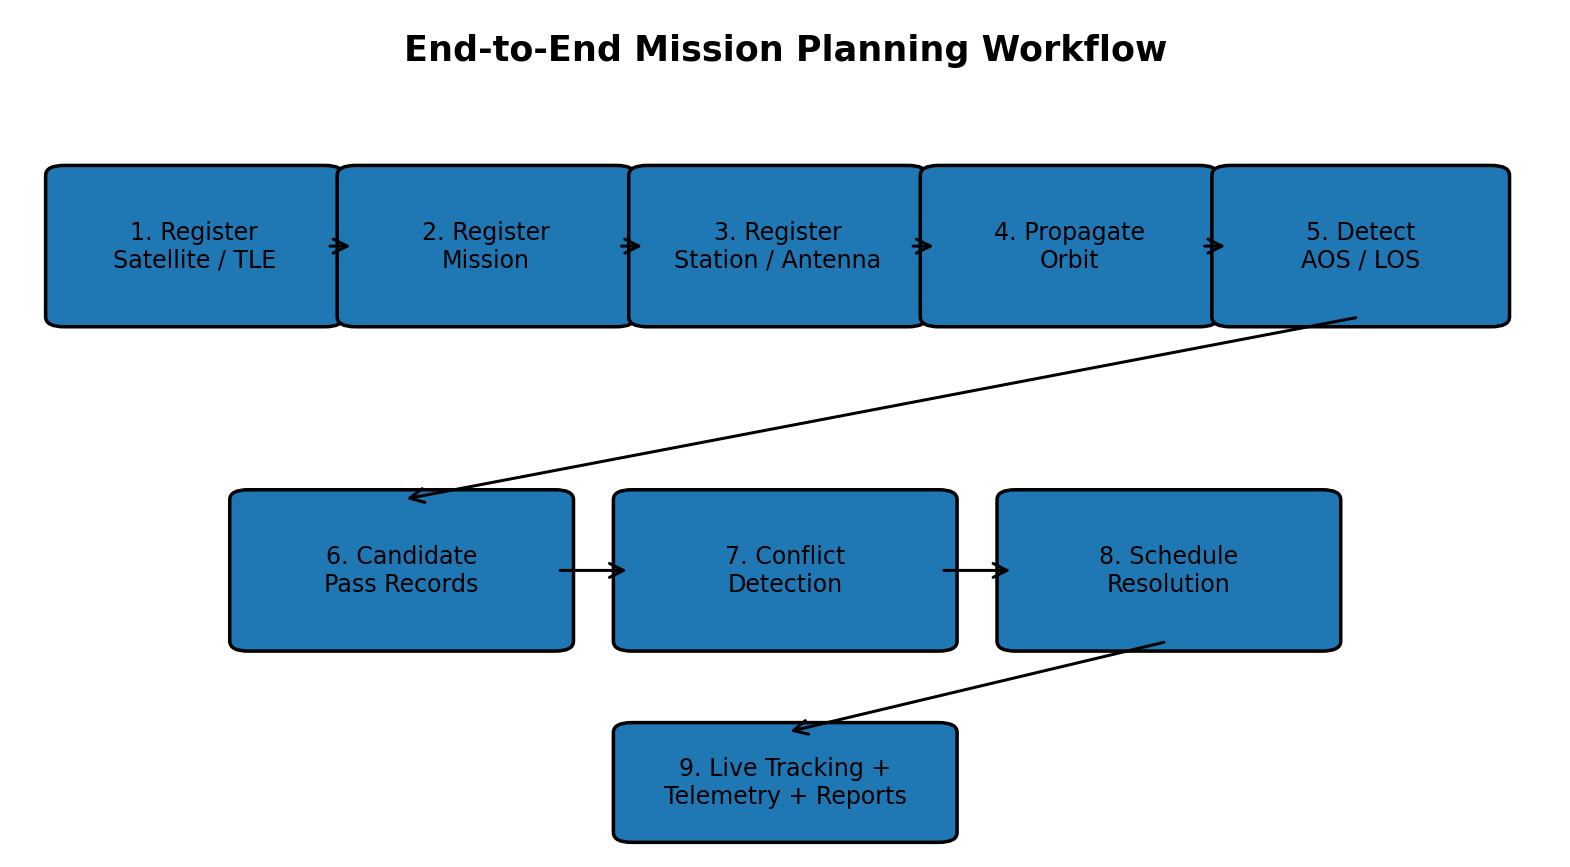 End-to-End Mission Planning Workflow
1. Register
Satellite / TLE
2. Register
Mission
3. Register
Station / Antenna
4. Propagate
Orbit
5. Detect
AOS / LOS
6. Candidate
Pass Records
7. Conflict
Detection
8. Schedule
Resolution
9. Live Tracking +
Telemetry + Reports